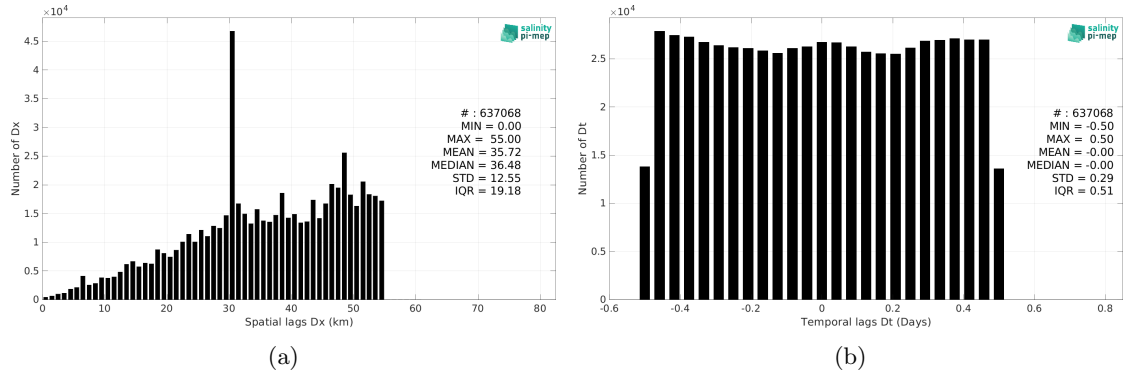 ×10⁴
4.5
4
3.5
3
2.5
2
1.5
1
0.5
0
Number of Dx
0 10 20 30 40 50 60 70 80
Spatial lags Dx (km)
salinity
pi-mep
# : 637068
MIN = 0.00
MAX = 55.00
MEAN = 35.72
MEDIAN = 36.48
STD = 12.55
IQR = 19.18
(a)
×10⁴
2.5
2
1.5
1
0.5
0
Number of Dt
-0.6 -0.4 -0.2 0 0.2 0.4 0.6 0.8
Temporal lags Dt (Days)
salinity
pi-mep
# : 637068
MIN = -0.50
MAX = 0.50
MEAN = -0.00
MEDIAN = -0.00
STD = 0.29
IQR = 0.51
(b)